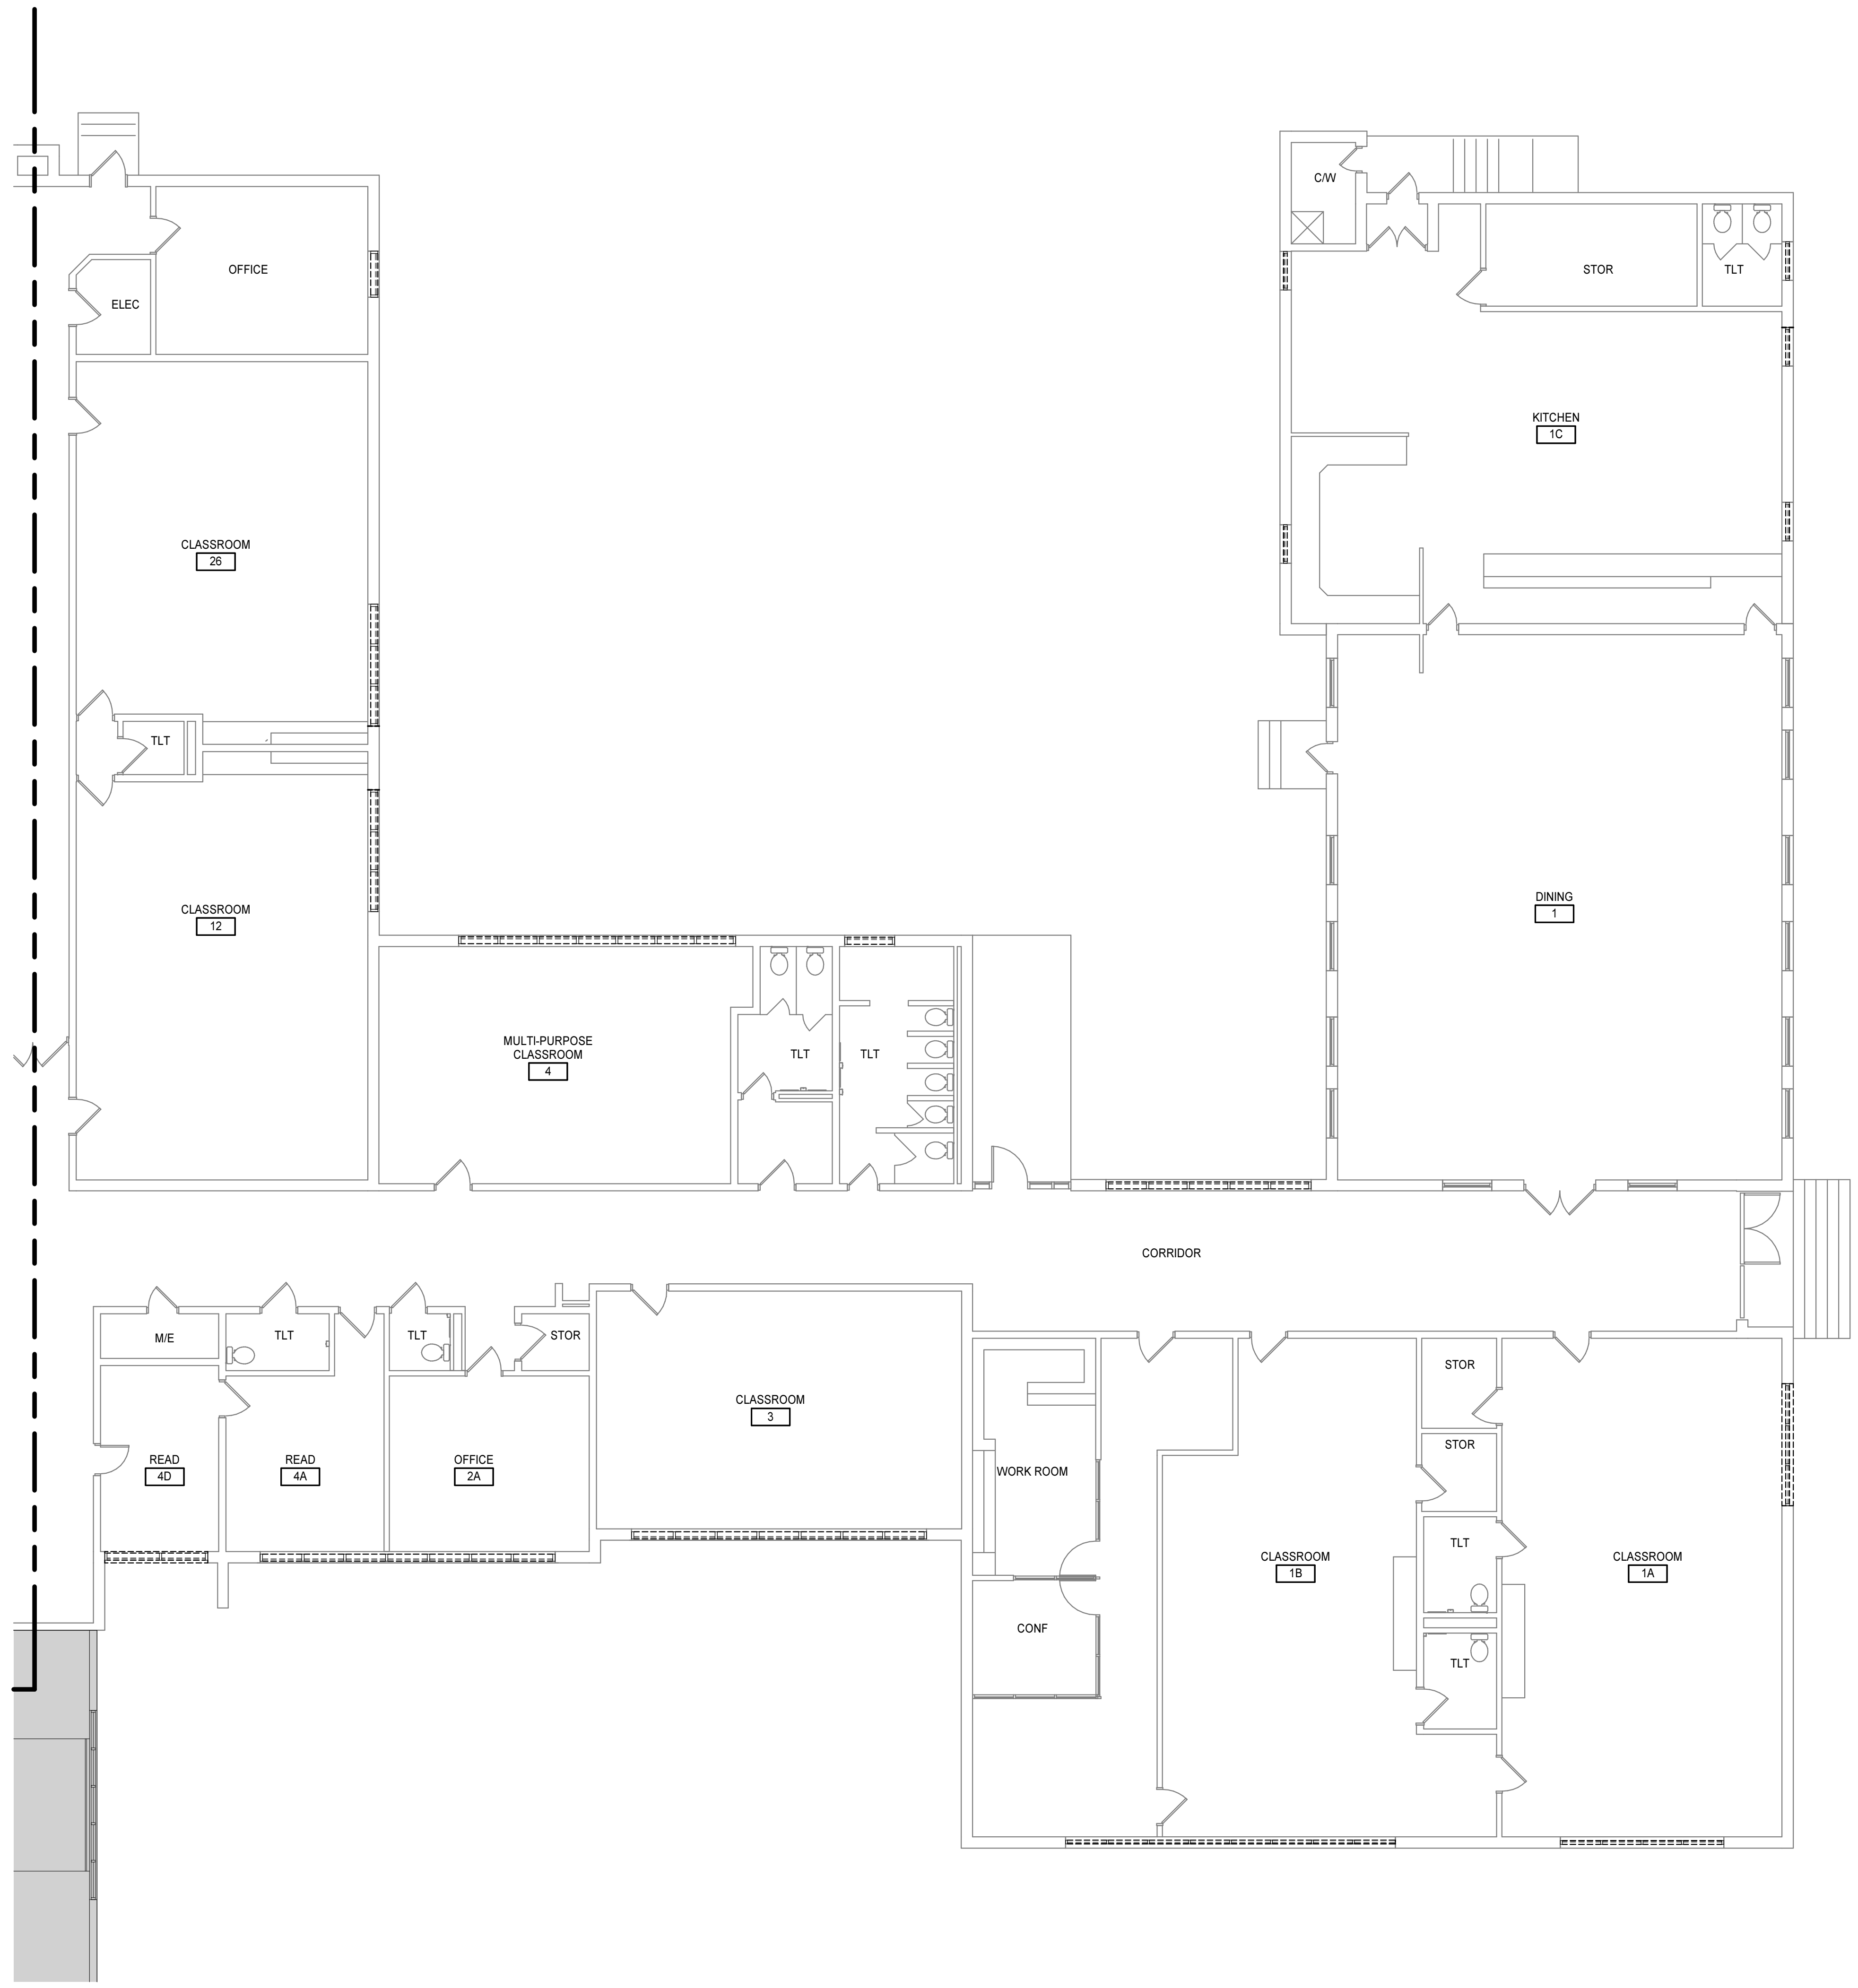 C/W
OFFICE
STOR
TLT
ELEC
KITCHEN
1C
CLASSROOM
26
TLT
DINING
1
CLASSROOM
12
MULTI-PURPOSE
CLASSROOM
4
TLT
TLT
CORRIDOR
M/E
TLT
TLT
STOR
STOR
CLASSROOM
3
STOR
READ
4D
READ
4A
OFFICE
2A
WORK ROOM
TLT
CLASSROOM
1B
CLASSROOM
1A
CONF
TLT